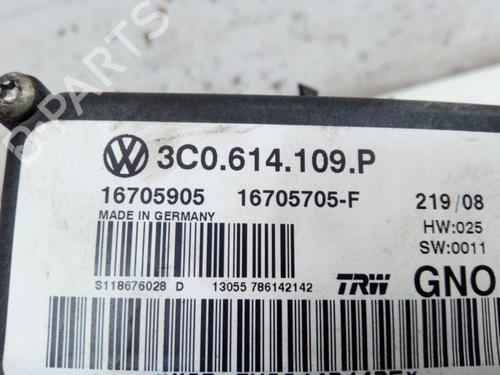 D-PARTS
3C0.614.109.P
16705905 16705705-F 219/08
MADE IN GERMANY HW:025
SW:0011
S118676028 D 13055 786142142 TRW GNO